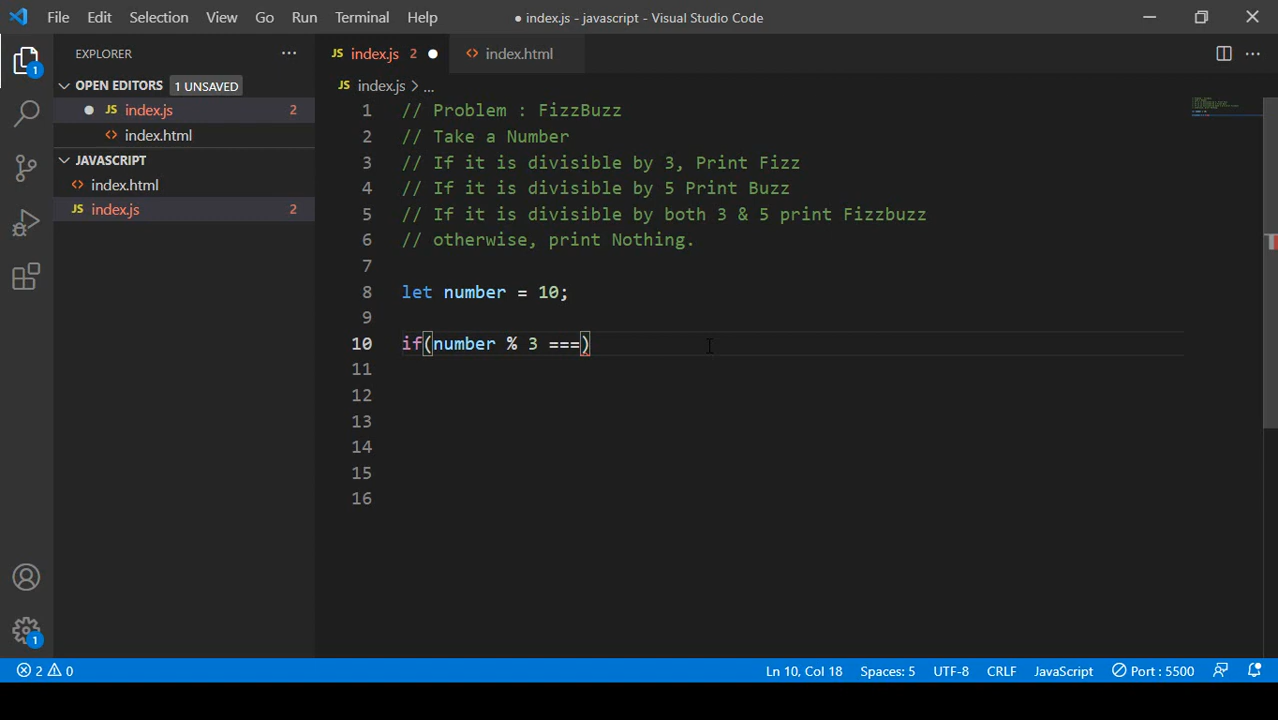 File Edit Selection View Go Run Terminal Help
● index.js - javascript - Visual Studio Code
EXPLORER
OPEN EDITORS 1 UNSAVED
JS index.js 2
<> index.html
JAVASCRIPT
<> index.html
JS index.js 2
1
1
JS index.js 2 ●
<> index.html
JS index.js > ...
1 // Problem : FizzBuzz
2 // Take a Number
3 // If it is divisible by 3, Print Fizz
4 // If it is divisible by 5 Print Buzz
5 // If it is divisible by both 3 & 5 print Fizzbuzz
6 // otherwise, print Nothing.
7
8 let number = 10;
9
10 if(number % 3 ===)
11
12
13
14
15
16
2 0
Ln 10, Col 18 Spaces: 5 UTF-8 CRLF JavaScript Port : 5500